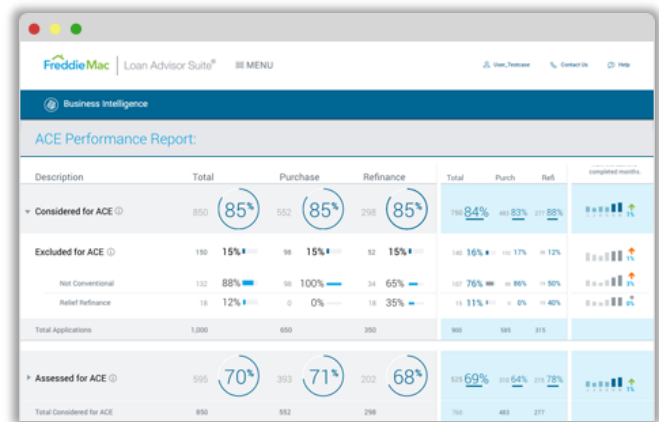 FreddieMac Loan Advisor Suite® MENU User_Testcase Contact Us Help
Business Intelligence
ACE Performance Report:
completed months.
Description Total Purchase Refinance Total Purch Refi
Considered for ACE 850 85% 552 85% 298 85% 84% 83% 277 88%
Excluded for ACE 150 15% 98 15% 52 15% 140 16% 17% 12%
Not Conventional 132 88% 98 100% 34 65% 107 76% 86% 50%
Relief Refinance 18 12% 0 0% 18 35% 11% 0% 40%
Total Applications 1,000 650 350 900 585 315
Assessed for ACE 595 70% 393 71% 202 68% 525 69% 64% 78%
Total Considered for ACE 850 552 298 760 483 277